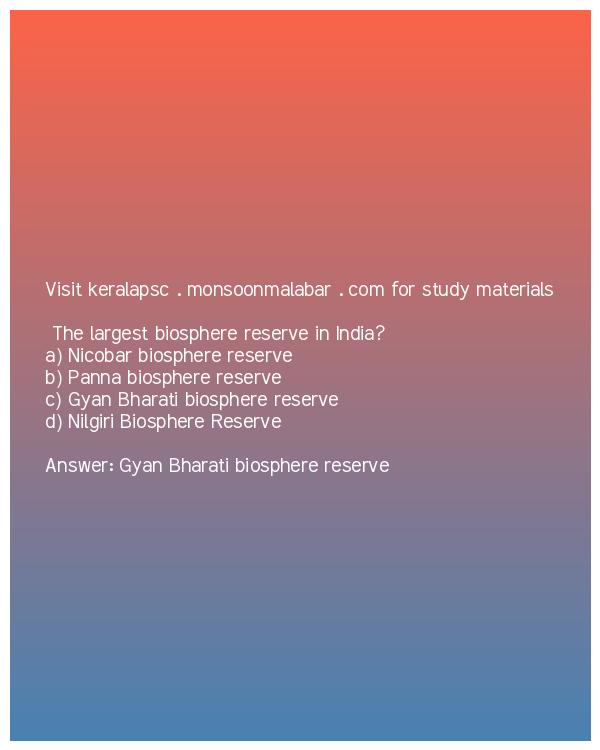 Visit keralapsc . monsoonmalabar . com for study materials
The largest biosphere reserve in India?
a) Nicobar biosphere reserve
b) Panna biosphere reserve
c) Gyan Bharati biosphere reserve
d) Nilgiri Biosphere Reserve
Answer: Gyan Bharati biosphere reserve